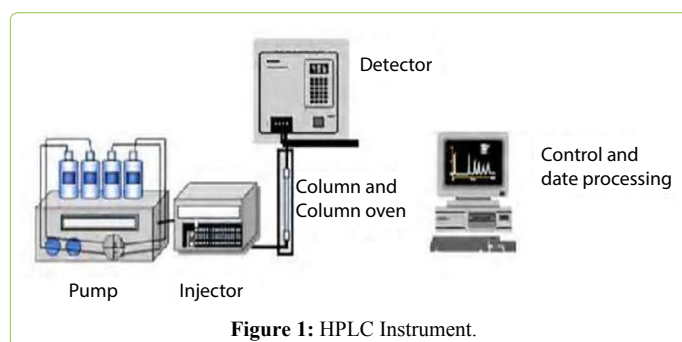 Detector
Column and
Column oven
Control and
date processing
Pump
Injector
Figure 1: HPLC Instrument.